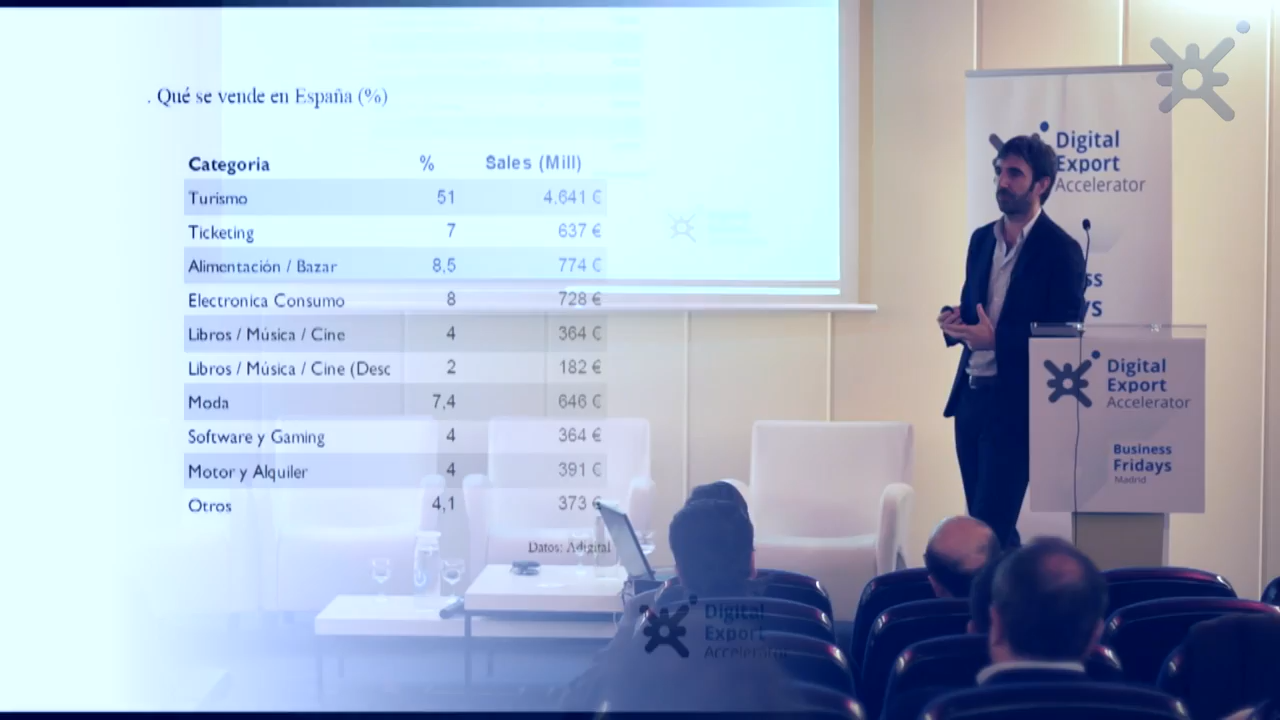 . Qué se vende en España (%)
Categoria % Sales (Mill)
Turismo 51 4.641 €
Ticketing 7 637 €
Alimentación / Bazar 8,5 774 €
Electronica Consumo 8 728 €
Libros / Música / Cine 4 364 €
Libros / Música / Cine (Desc 2 182 €
Moda 7,4 646 €
Software y Gaming 4 364 €
Motor y Alquiler 4 391 €
Otros 4,1 373 €
Datos: Adigital
Digital
Export
Accelerator
Digital
Export
Accelerator
Business
Fridays
Madrid
Digital
Export
Accelerator